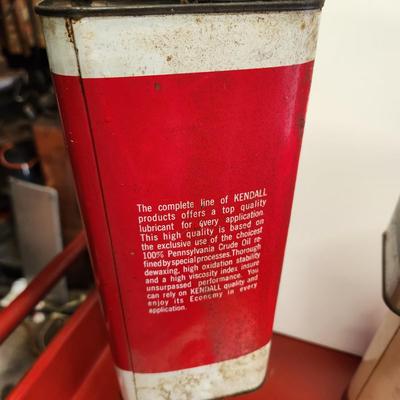 The complete line of KENDALL
products offers a top quality
lubricant for every application.
This high quality is based on
the exclusive use of the choicest
100% Pennsylvania Crude Oil re-
fined by special processes. Thorough
dewaxing, high oxidation stability
and a high viscosity index insure
unsurpassed performance. You
can rely on KENDALL quality and
enjoy its Economy in every
application.